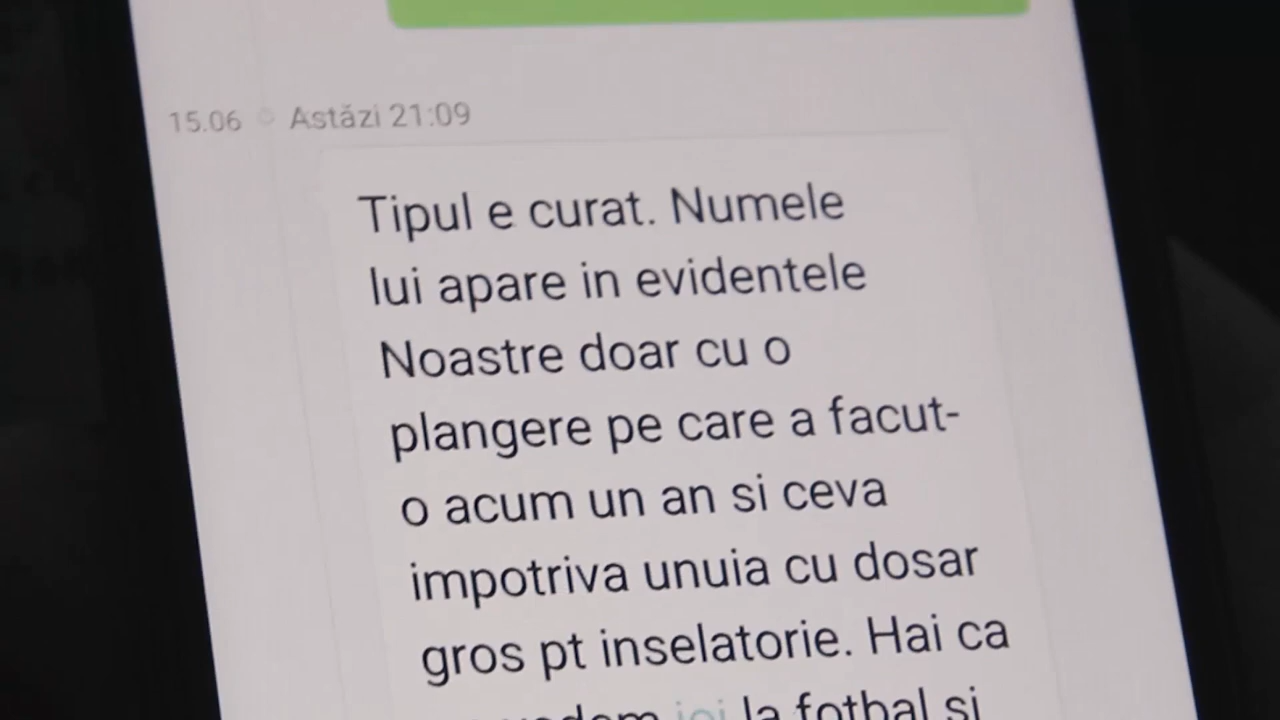 15.06 Astăzi 21:09
Tipul e curat. Numele
lui apare in evidentele
Noastre doar cu o
plangere pe care a facut-
o acum un an si ceva
impotriva unuia cu dosar
gros pt inselatorie. Hai ca
joi la fotbal si